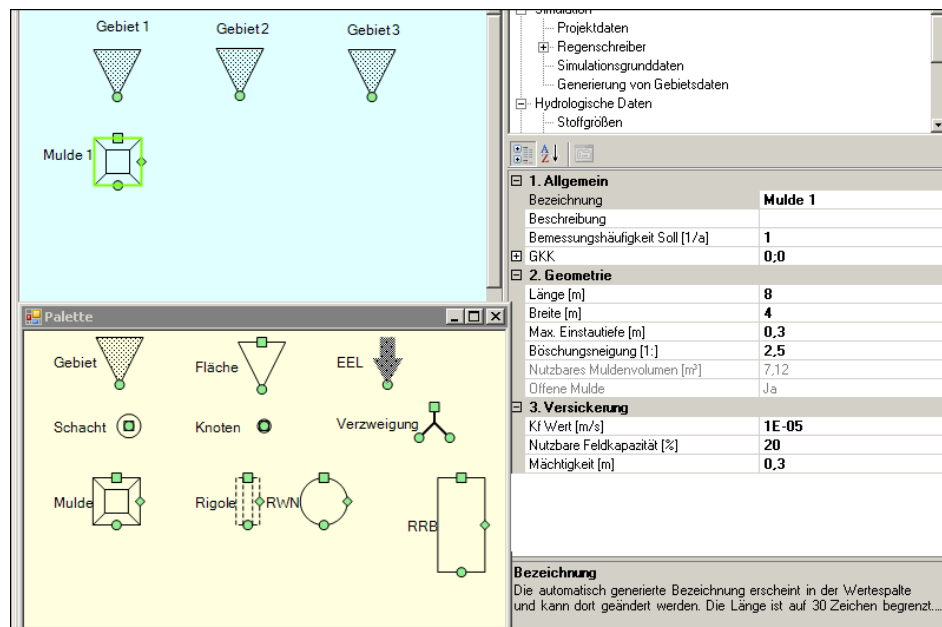 Gebiet 1
Gebiet2
Gebiet3
Mulde 1
Simulation
Projektdaten
Regenschreiber
Simulationsgrunddaten
Generierung von Gebietsdaten
Hydrologische Daten
Stoffgrößen
1. Allgemein
Bezeichnung Mulde 1
Beschreibung
Bemessungshäufigkeit Soll [1/a] 1
GKK 0;0
2. Geometrie
Länge [m] 8
Breite [m] 4
Max. Einstautiefe [m] 0,3
Böschungsneigung [1:] 2,5
Nutzbares Muldenvolumen [m³] 7,12
Offene Mulde Ja
3. Versickerung
Kf Wert [m/s] 1E-05
Nutzbare Feldkapazität [%] 20
Mächtigkeit [m] 0,3
Bezeichnung
Die automatisch generierte Bezeichnung erscheint in der Wertespalte
und kann dort geändert werden. Die Länge ist auf 30 Zeichen begrenzt....
Palette
Gebiet
Fläche
EEL
Schacht
Knoten
Verzweigung
Mulde
Rigole
RWN
RRB